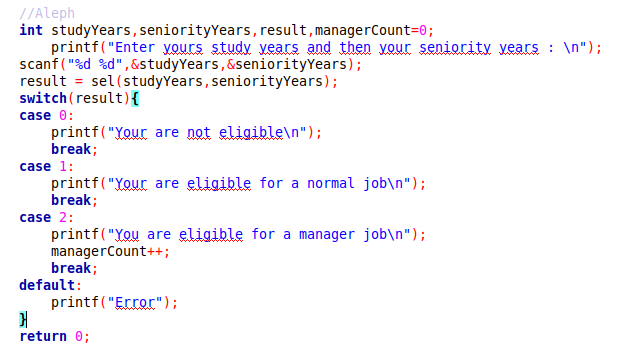 //Aleph
int studyYears,seniorityYears,result,managerCount=0;
    printf("Enter yours study years and then your seniority years : \n");
scanf("%d %d",&studyYears,&seniorityYears);
result = sel(studyYears,seniorityYears);
switch(result){
case 0:
    printf("Your are not eligible\n");
    break;
case 1:
    printf("Your are eligible for a normal job\n");
    break;
case 2:
    printf("You are eligible for a manager job\n");
    managerCount++;
    break;
default:
    printf("Error");
}
return 0;